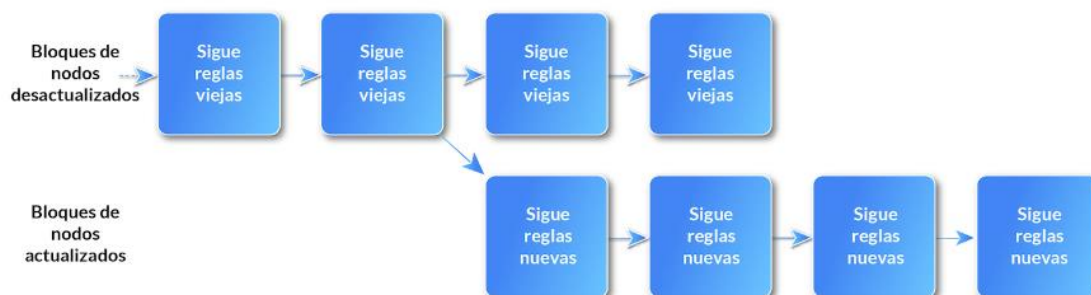 Bloques de
nodos
desactualizados
Sigue
reglas
viejas
Sigue
reglas
viejas
Sigue
reglas
viejas
Sigue
reglas
viejas
Bloques de
nodos
actualizados
Sigue
reglas
nuevas
Sigue
reglas
nuevas
Sigue
reglas
nuevas
Sigue
reglas
nuevas